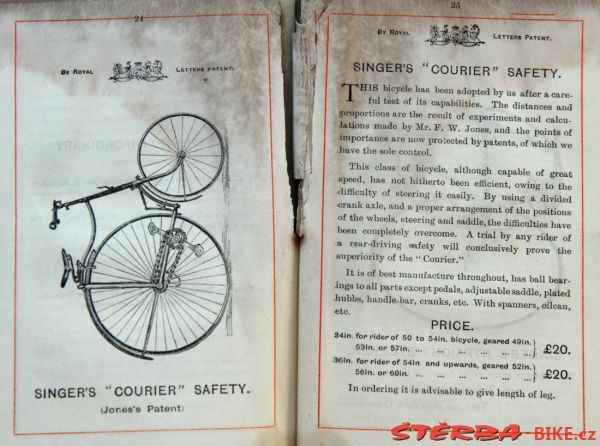 24
By Royal Letters Patent.
SINGER'S "COURIER" SAFETY.
(Jones's Patent)
25
By Royal Letters Patent.
SINGER'S "COURIER" SAFETY.
THIS bicycle has been adopted by us after a care-
ful test of its capabilities. The distances and
proportions are the result of experiments and calcu-
lations made by Mr. F. W. Jones, and the points of
importance are now protected by patents, of which we
have the sole control.
This class of bicycle, although capable of great
speed, has not hitherto been efficient, owing to the
difficulty of steering it easily. By using a divided
crank axle, and a proper arrangement of the positions
of the wheels, steering and saddle, the difficulties have
been completely overcome. A trial by any rider of
a rear-driving safety will conclusively prove the
superiority of the "Courier."
It is of best manufacture throughout, has ball bear-
ings to all parts except pedals, adjustable saddle, plated
hubbs, handle-bar, cranks, etc. With spanners, oilcan,
etc.
PRICE.
34in. for rider of 50 to 54in. bicycle, geared 49in.
53in. or 57in. ... ... ... ... ... ... } £20.
36in. for rider of 54in and upwards, geared 52in.
56in. or 60in. ... ... ... ... ... ... } £20.
In ordering it is advisable to give length of leg.
ŠTĚRBA-BIKE.cz